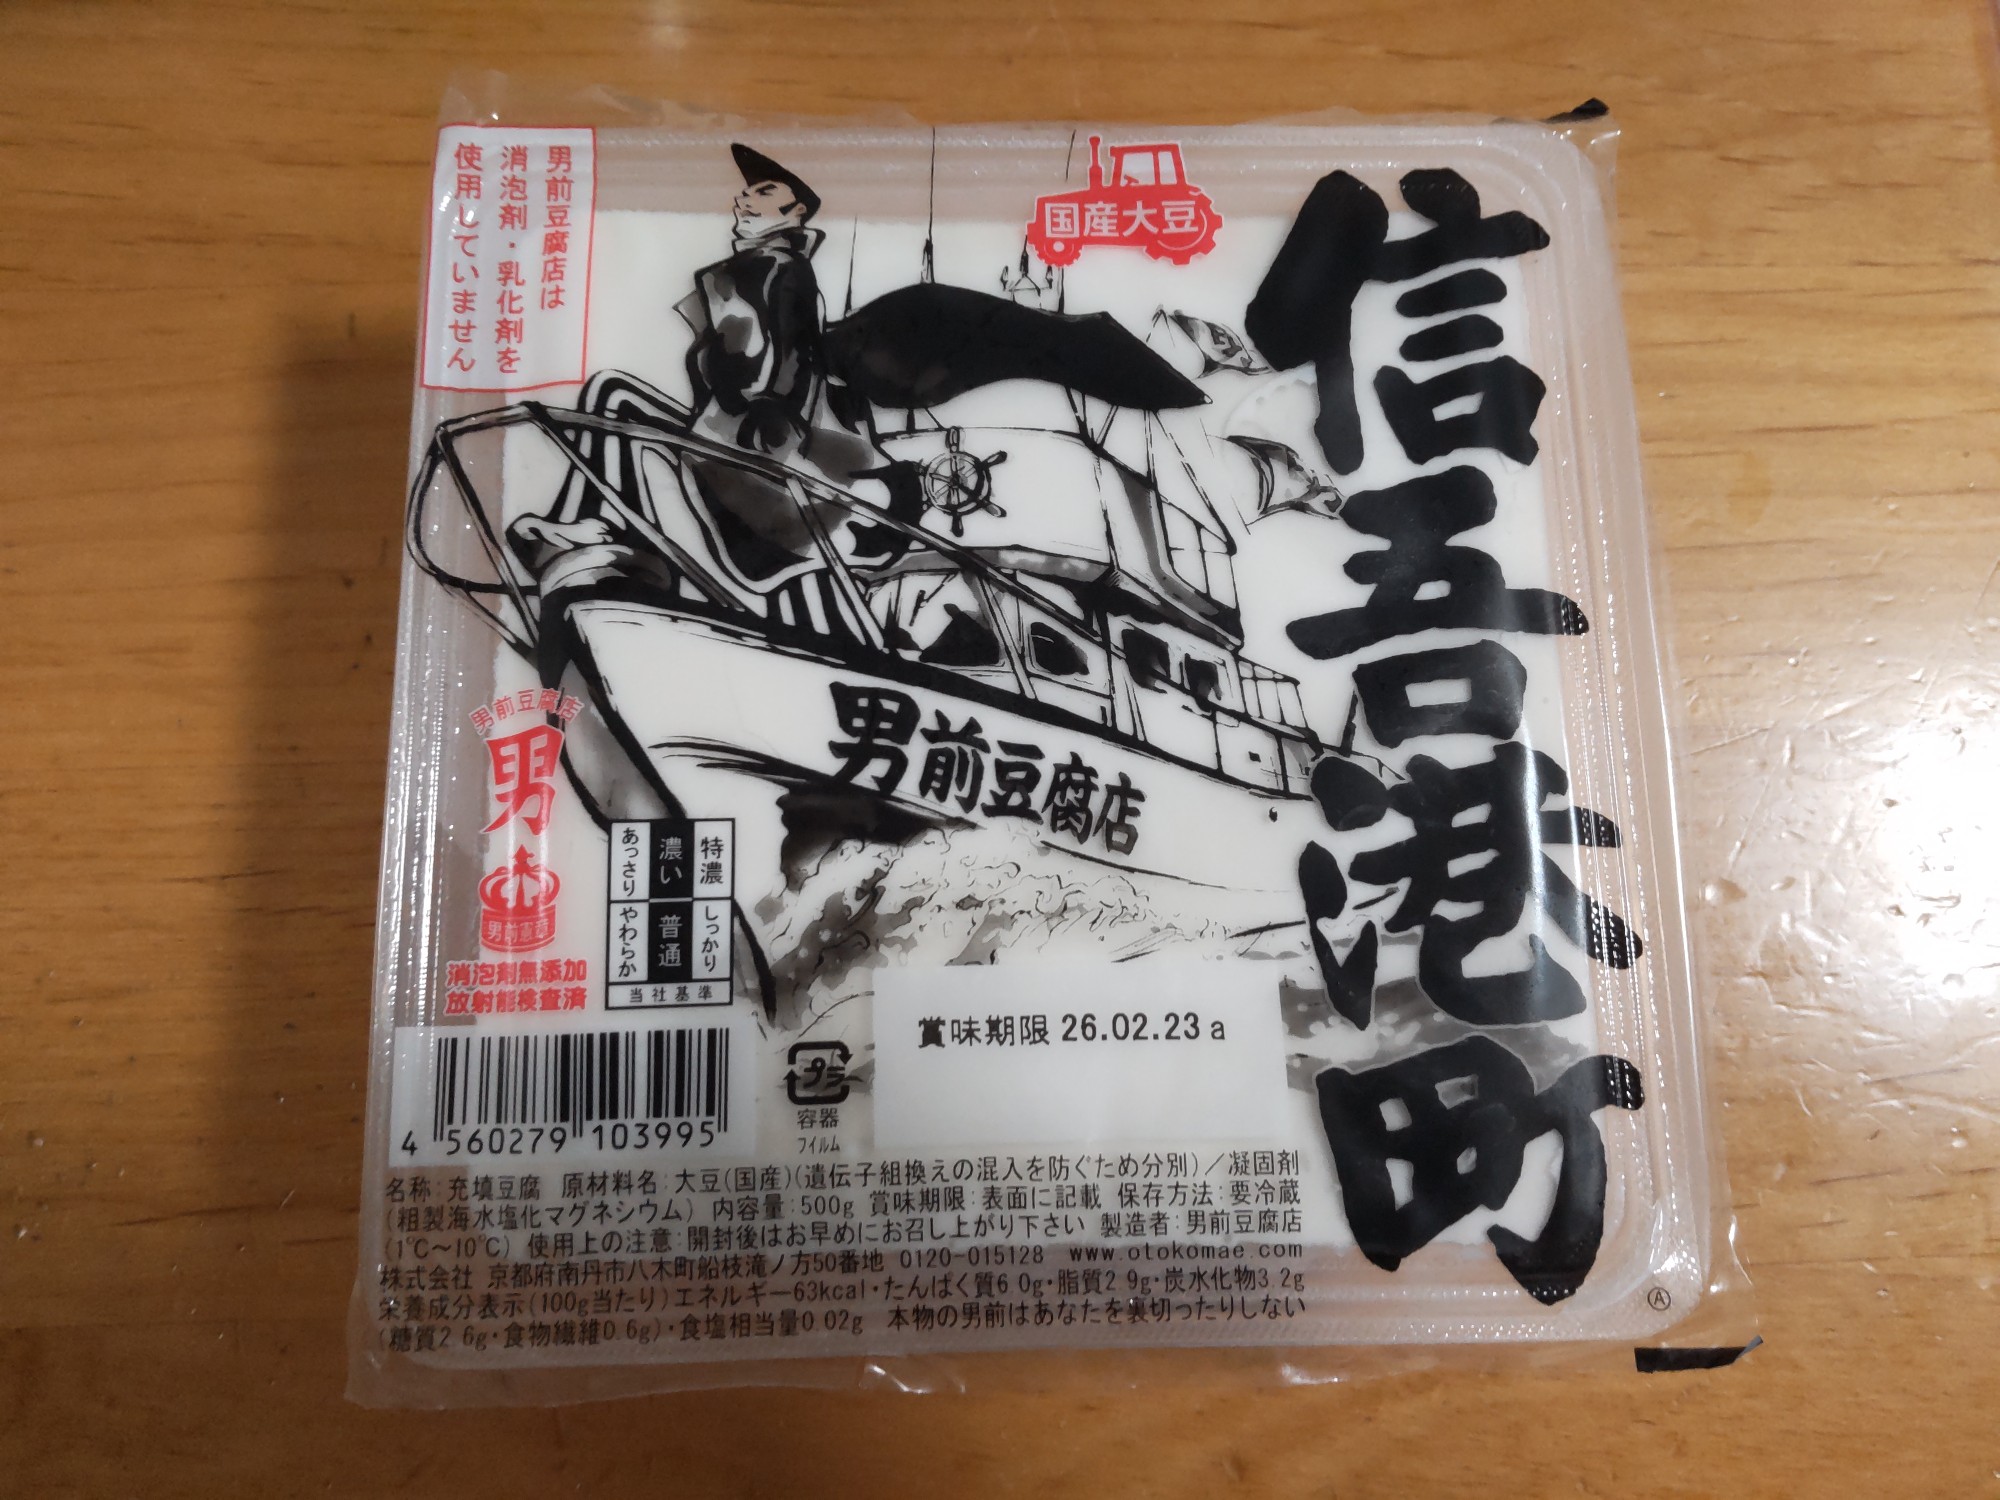 男前豆腐店は
消泡剤・乳化剤を
使用していません
国産大豆
信吾港町
男前豆腐店
男前豆腐店
男
男前憲章
消泡剤無添加
放射能検査済
特濃
濃い
あっさり
しっかり
普通
やわらか
当社基準
賞味期限 26.02.23 a
プラ
容器
フイルム
4 560279 103995
名称:充填豆腐 原材料名:大豆(国産)(遺伝子組換えの混入を防ぐため分別)/凝固剤
(粗製海水塩化マグネシウム) 内容量:500g 賞味期限:表面に記載 保存方法:要冷蔵
(1℃〜10℃) 使用上の注意:開封後はお早めにお召し上がり下さい 製造者:男前豆腐店
株式会社 京都府南丹市八木町船枝滝ノ方50番地 0120-015128 www.otokomae.com
栄養成分表示(100g当たり)エネルギー63kcal・たんぱく質6.0g・脂質2.9g・炭水化物3.2g
(糖質2.6g・食物繊維0.6g)・食塩相当量0.02g 本物の男前はあなたを裏切ったりしない
A